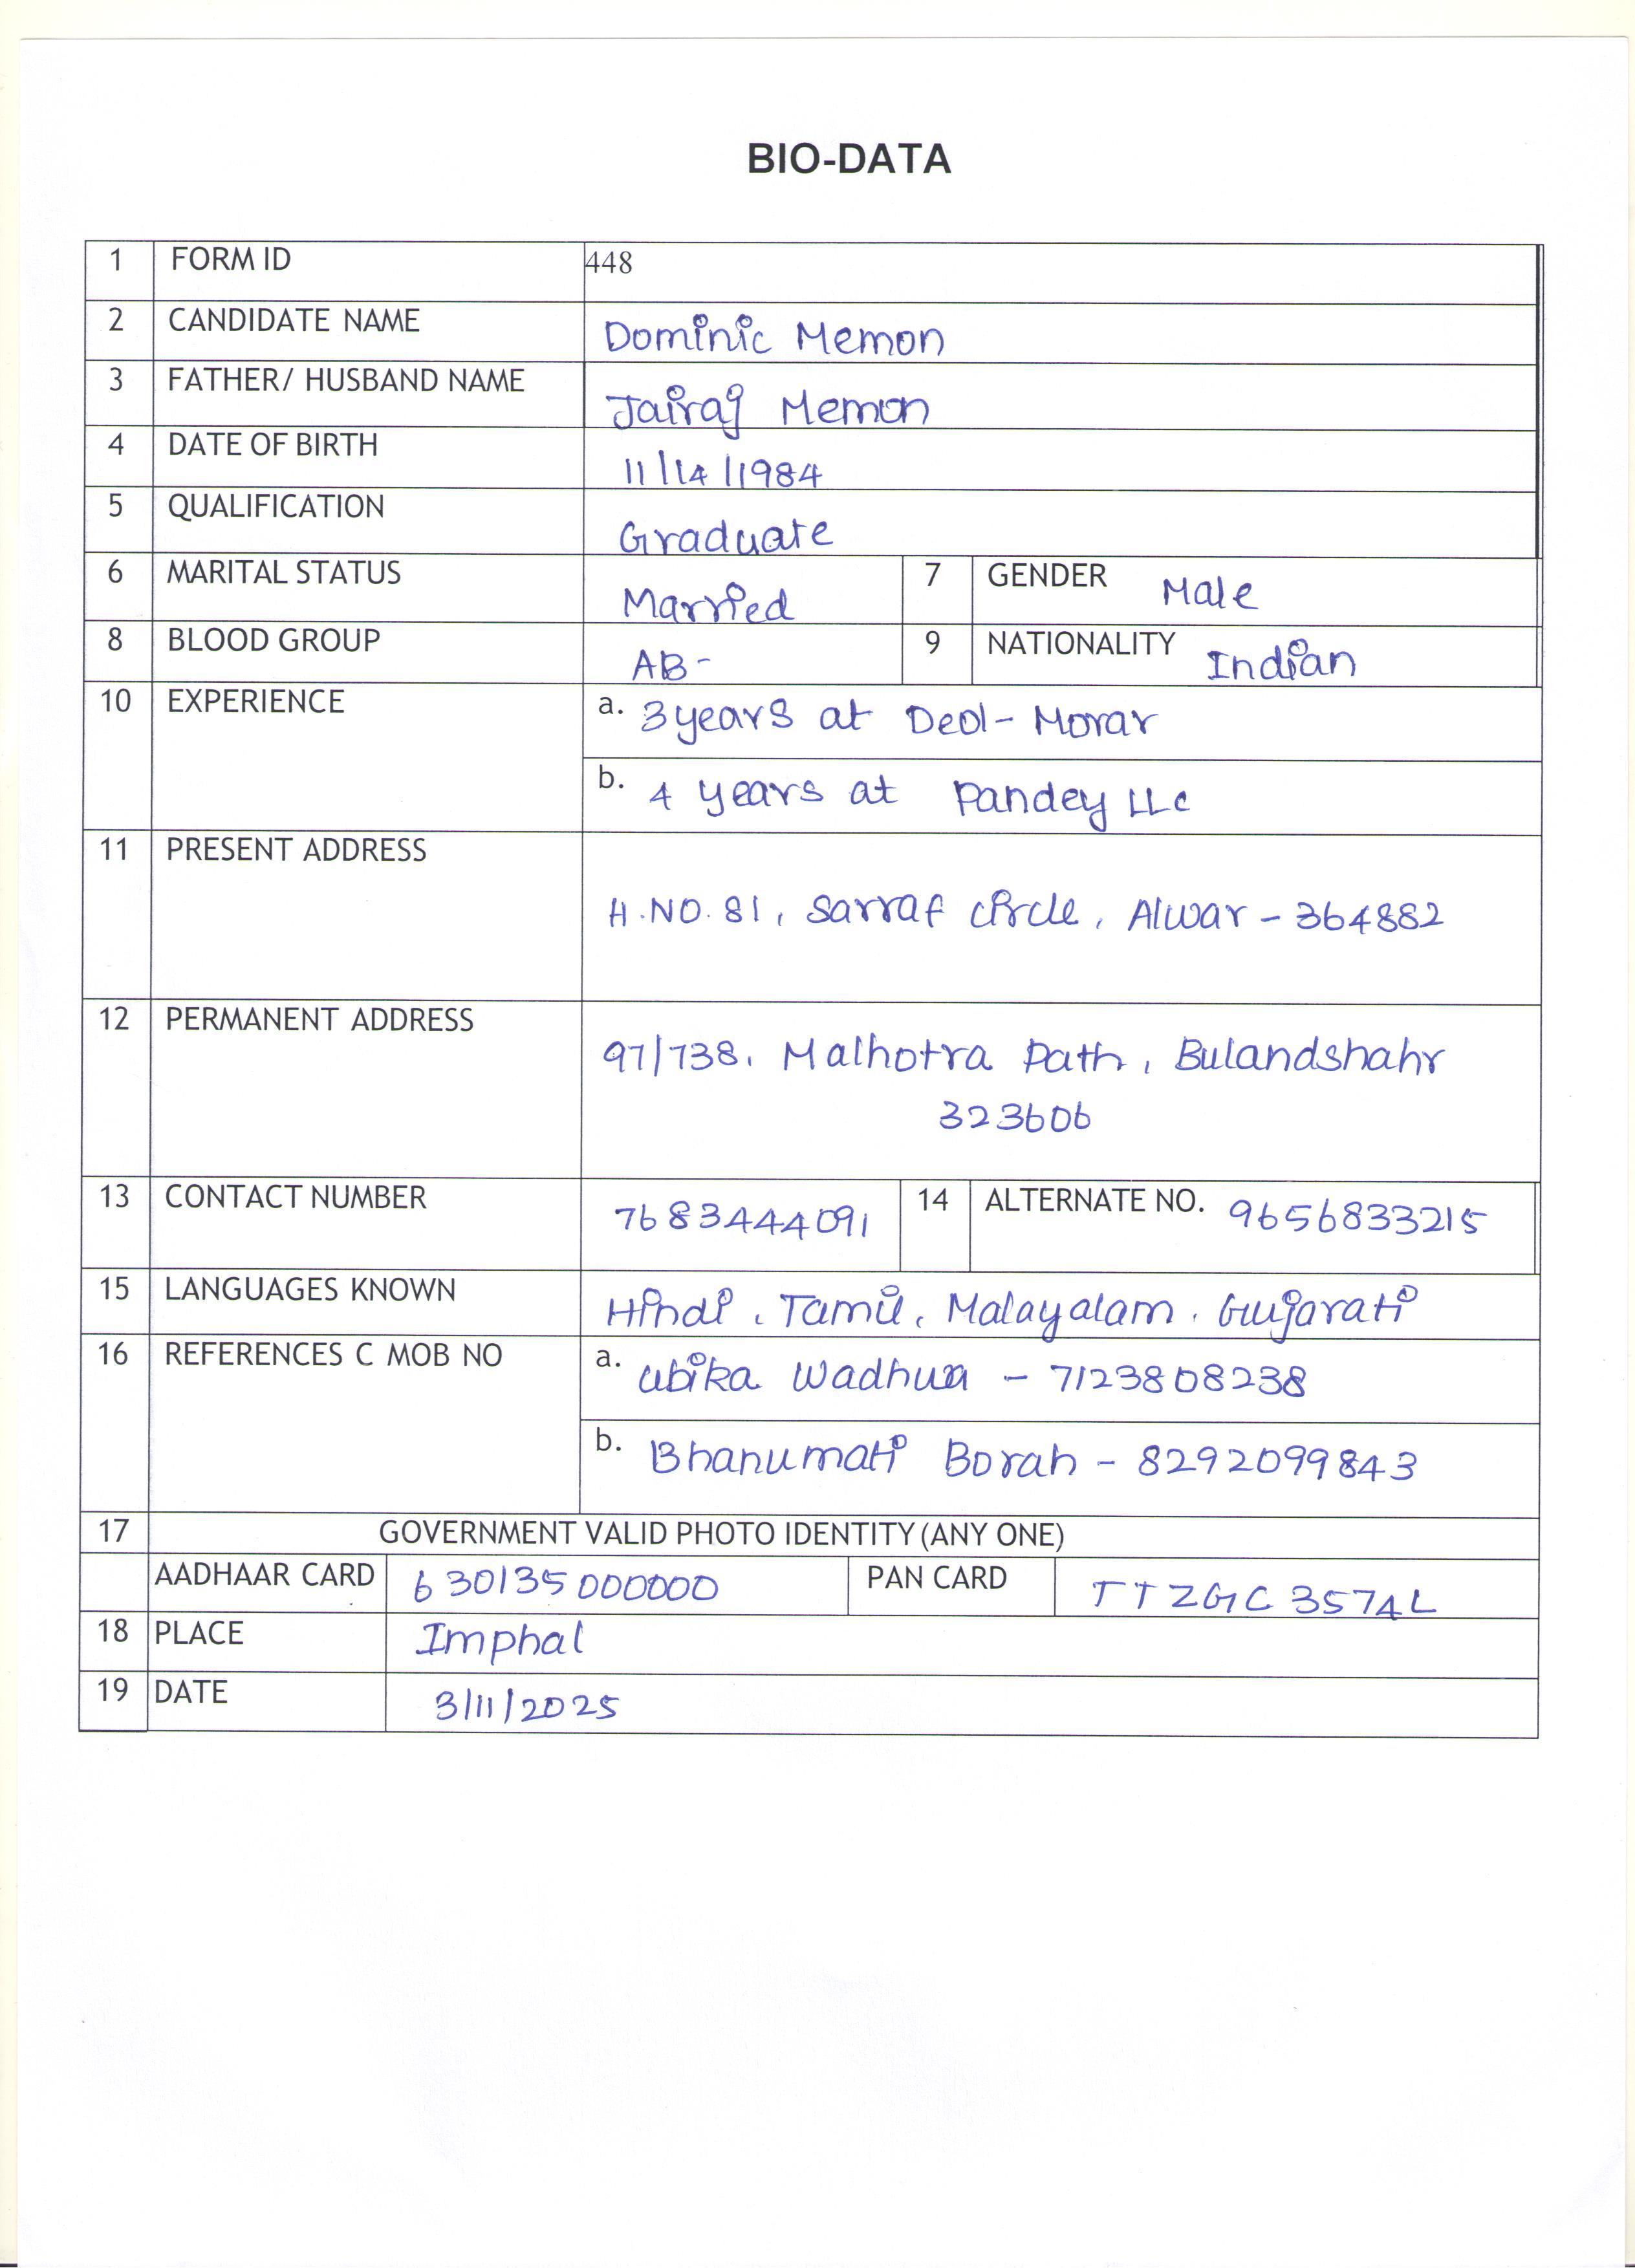 BIO-DATA
1 FORM ID 448
2 CANDIDATE NAME Dominic Memon
3 FATHER/ HUSBAND NAME Jairaj Memon
4 DATE OF BIRTH 11/14/1984
5 QUALIFICATION Graduate
6 MARITAL STATUS Married 7 GENDER Male
8 BLOOD GROUP AB- 9 NATIONALITY Indian
10 EXPERIENCE a. 3 years at Deol-Morar
b. 4 years at Pandey LLc
11 PRESENT ADDRESS
H.NO.81, Sarraf circle, Alwar - 364882
12 PERMANENT ADDRESS
97/738, Malhotra Path, Bulandshahr
323606
13 CONTACT NUMBER 7683444091 14 ALTERNATE NO. 9656833215
15 LANGUAGES KNOWN Hindi, Tamil, Malayalam, Gujarati
16 REFERENCES C MOB NO a. Wadhwa - 7123808238
b. Bhanumati Borah - 8292099843
17 GOVERNMENT VALID PHOTO IDENTITY (ANY ONE)
AADHAAR CARD 630135000000 PAN CARD TTZGC3574L
18 PLACE Imphal
19 DATE 3/11/2025